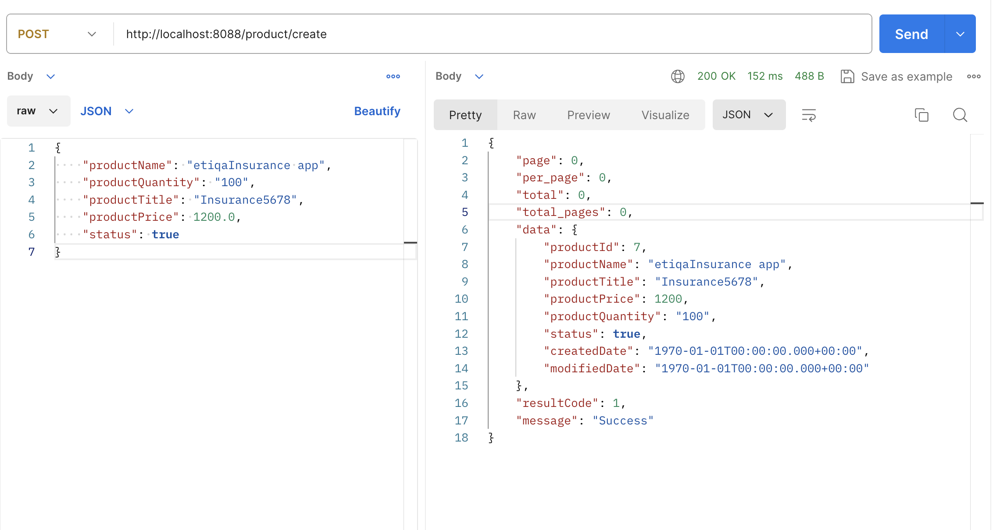 POST http://localhost:8088/product/create Send
Body
raw JSON Beautify
1 {
2 "productName": "etiqaInsurance app",
3 "productQuantity": "100",
4 "productTitle": "Insurance5678",
5 "productPrice": 1200.0,
6 "status": true
7 }
Body 200 OK 152 ms 488 B Save as example
Pretty Raw Preview Visualize JSON
1 {
2 "page": 0,
3 "per_page": 0,
4 "total": 0,
5 "total_pages": 0,
6 "data": {
7 "productId": 7,
8 "productName": "etiqaInsurance app",
9 "productTitle": "Insurance5678",
10 "productPrice": 1200,
11 "productQuantity": "100",
12 "status": true,
13 "createdDate": "1970-01-01T00:00:00.000+00:00",
14 "modifiedDate": "1970-01-01T00:00:00.000+00:00"
15 },
16 "resultCode": 1,
17 "message": "Success"
18 }